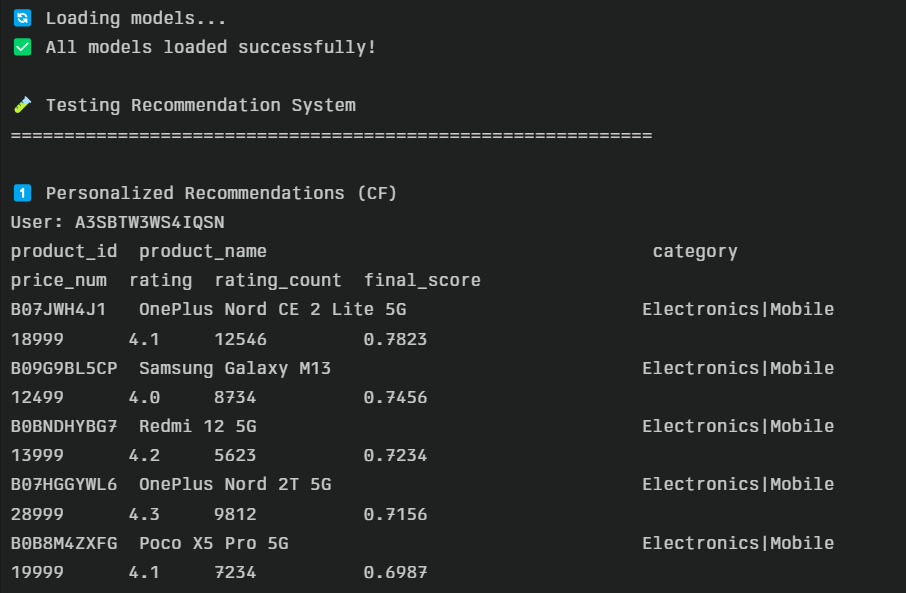 🔄 Loading models...
✅ All models loaded successfully!
🧪 Testing Recommendation System
============================================================
1️⃣ Personalized Recommendations (CF)
User: A3SBTW3WS4IQSN
product_id  product_name                                    category
price_num  rating  rating_count  final_score
B07JWH4J1   OnePlus Nord CE 2 Lite 5G                      Electronics|Mobile
18999      4.1     12546         0.7823
B09G9BL5CP  Samsung Galaxy M13                             Electronics|Mobile
12499      4.0     8734          0.7456
B0BNDHYBG7  Redmi 12 5G                                    Electronics|Mobile
13999      4.2     5623          0.7234
B07HGGYWL6  OnePlus Nord 2T 5G                             Electronics|Mobile
28999      4.3     9812          0.7156
B0B8M4ZXFG  Poco X5 Pro 5G                                 Electronics|Mobile
19999      4.1     7234          0.6987